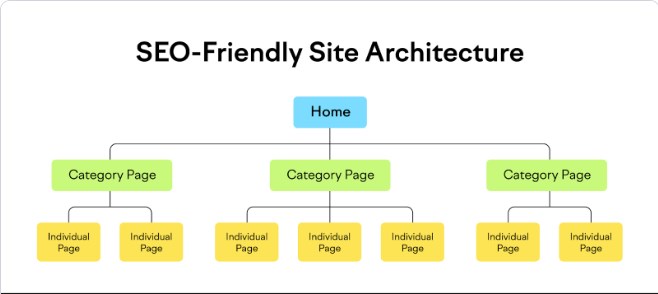 SEO-Friendly Site Architecture
Home
Category Page
Category Page
Category Page
Individual
Page
Individual
Page
Individual
Page
Individual
Page
Individual
Page
Individual
Page
Individual
Page